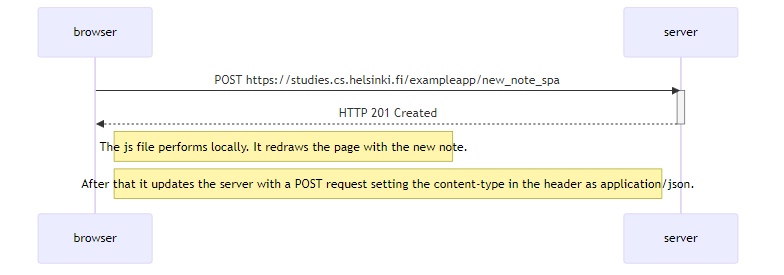 browser server
POST https://studies.cs.helsinki.fi/exampleapp/new_note_spa
HTTP 201 Created
The js file performs locally. It redraws the page with the new note.
After that it updates the server with a POST request setting the content-type in the header as application/json.
browser server